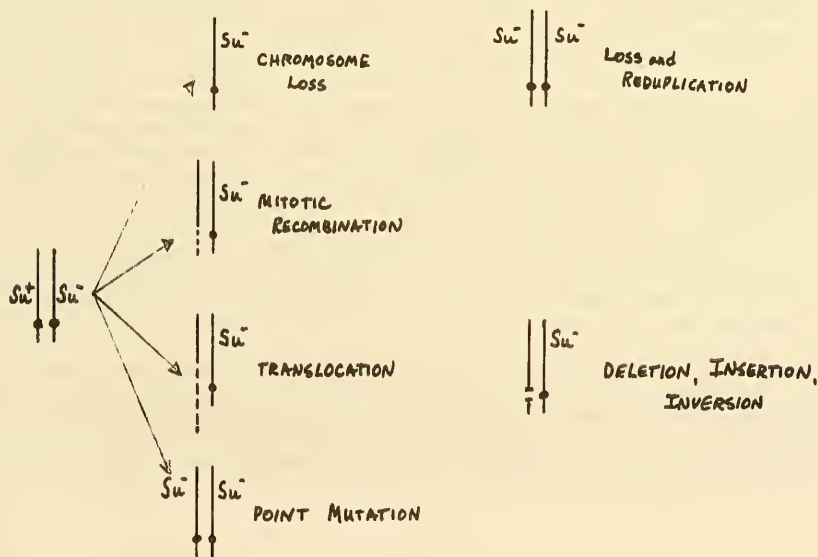 Su⁻
CHROMOSOME
LOSS
Su⁻ Su⁻
LOSS and
REDUPLICATION
Su⁻
MITOTIC
RECOMBINATION
Su⁺ Su⁻
Su⁻
TRANSLOCATION
Su⁻
DELETION, INSERTION,
INVERSION
Su⁻ Su⁻
POINT MUTATION